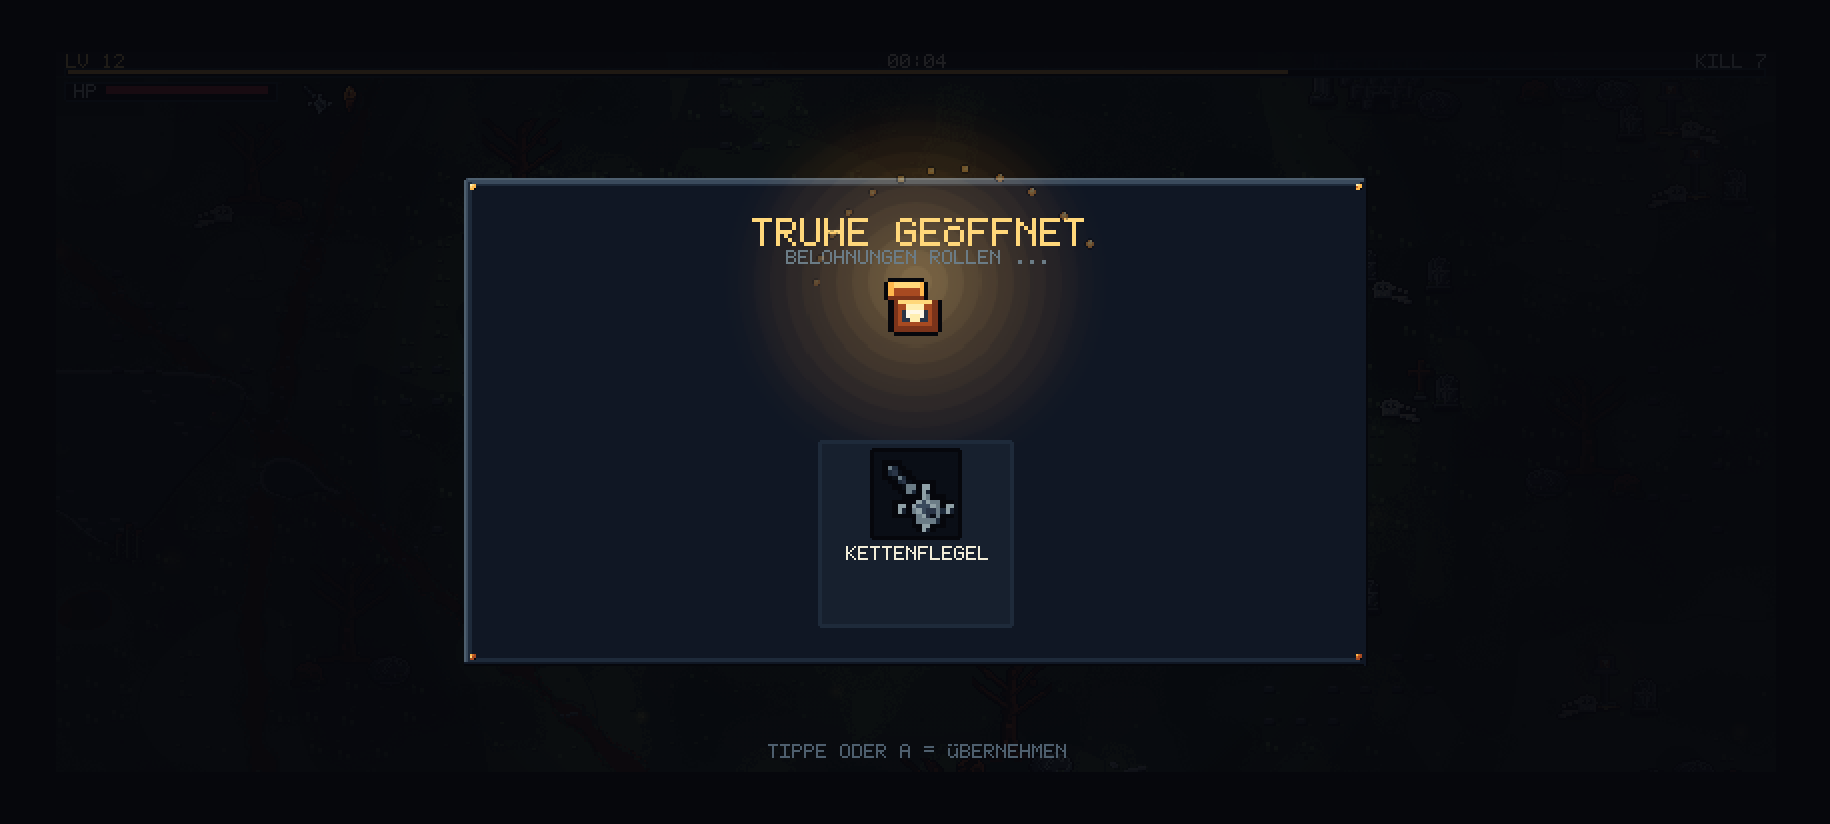 LV 12
00:04
KILL 7
HP
TRUHE GEöFFNET
BELOHNUNGEN ROLLEN ...
KETTENFLEGEL
TIPPE ODER A = üBERNEHMEN